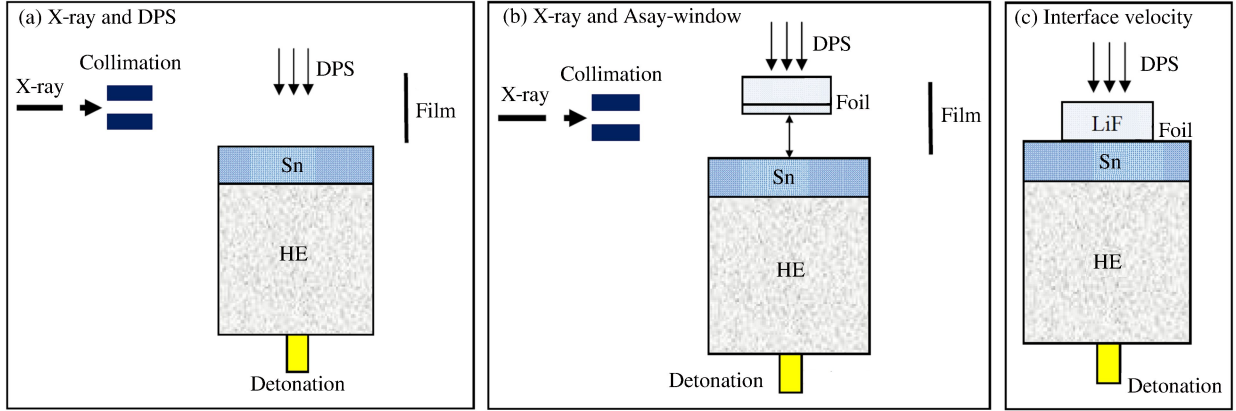 (a) X-ray and DPS
Collimation
X-ray
DPS
Film
Sn
HE
Detonation
(b) X-ray and Asay-window
DPS
Collimation
X-ray
Foil
Film
Sn
HE
Detonation
(c) Interface velocity
DPS
LiF
Foil
Sn
HE
Detonation